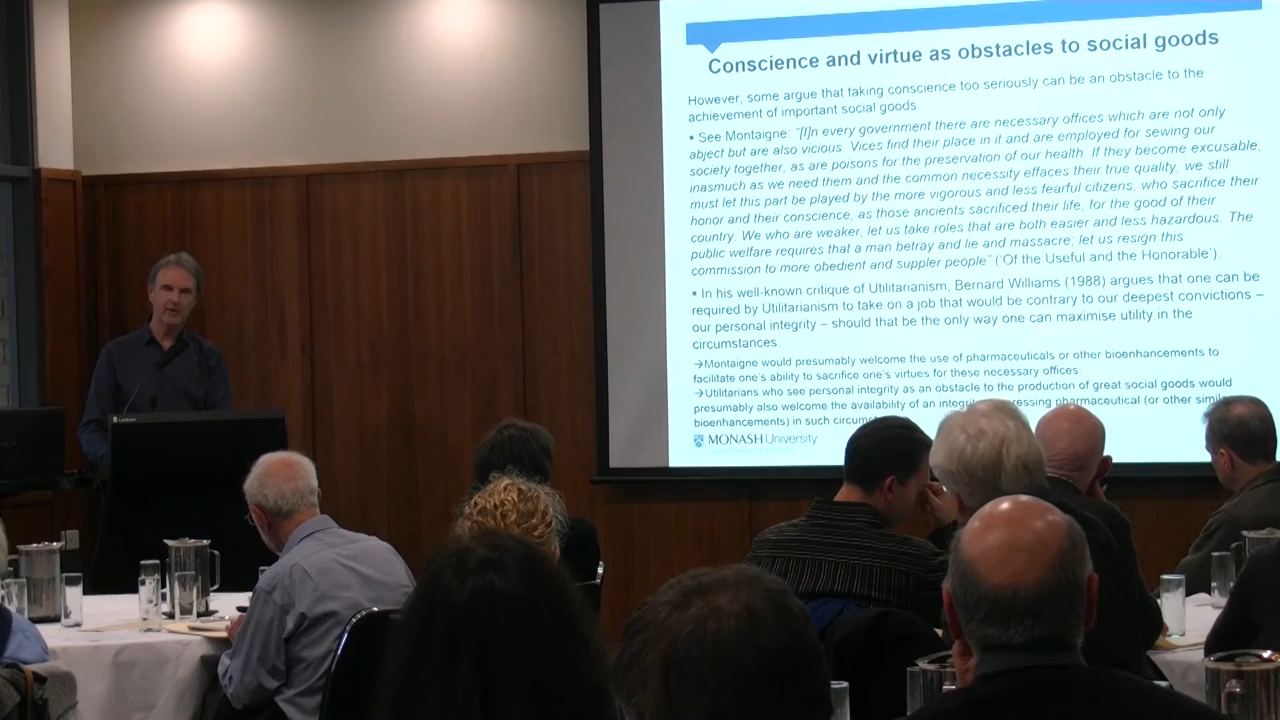 Conscience and virtue as obstacles to social goods
However, some argue that taking conscience too seriously can be an obstacle to the
achievement of important social goods.
▪ See Montaigne: “[I]n every government there are necessary offices which are not only
abject but are also vicious. Vices find their place in it and are employed for sewing our
society together, as are poisons for the preservation of our health. If they become excusable,
inasmuch as we need them and the common necessity effaces their true quality, we still
must let this part be played by the more vigorous and less fearful citizens, who sacrifice their
honor and their conscience, as those ancients sacrificed their life, for the good of their
country. We who are weaker, let us take roles that are both easier and less hazardous. The
public welfare requires that a man betray and lie and massacre; let us resign this
commission to more obedient and suppler people” (‘Of the Useful and the Honorable’).
▪ In his well-known critique of Utilitarianism, Bernard Williams (1988) argues that one can be
required by Utilitarianism to take on a job that would be contrary to our deepest convictions –
our personal integrity – should that be the only way one can maximise utility in the
circumstances.
→Montaigne would presumably welcome the use of pharmaceuticals or other bioenhancements to
facilitate one’s ability to sacrifice one’s virtues for these necessary offices.
→Utilitarians who see personal integrity as an obstacle to the production of great social goods would
presumably also welcome the availability of an pharmaceutical (or other
bioenhancements) in such
MONASH University